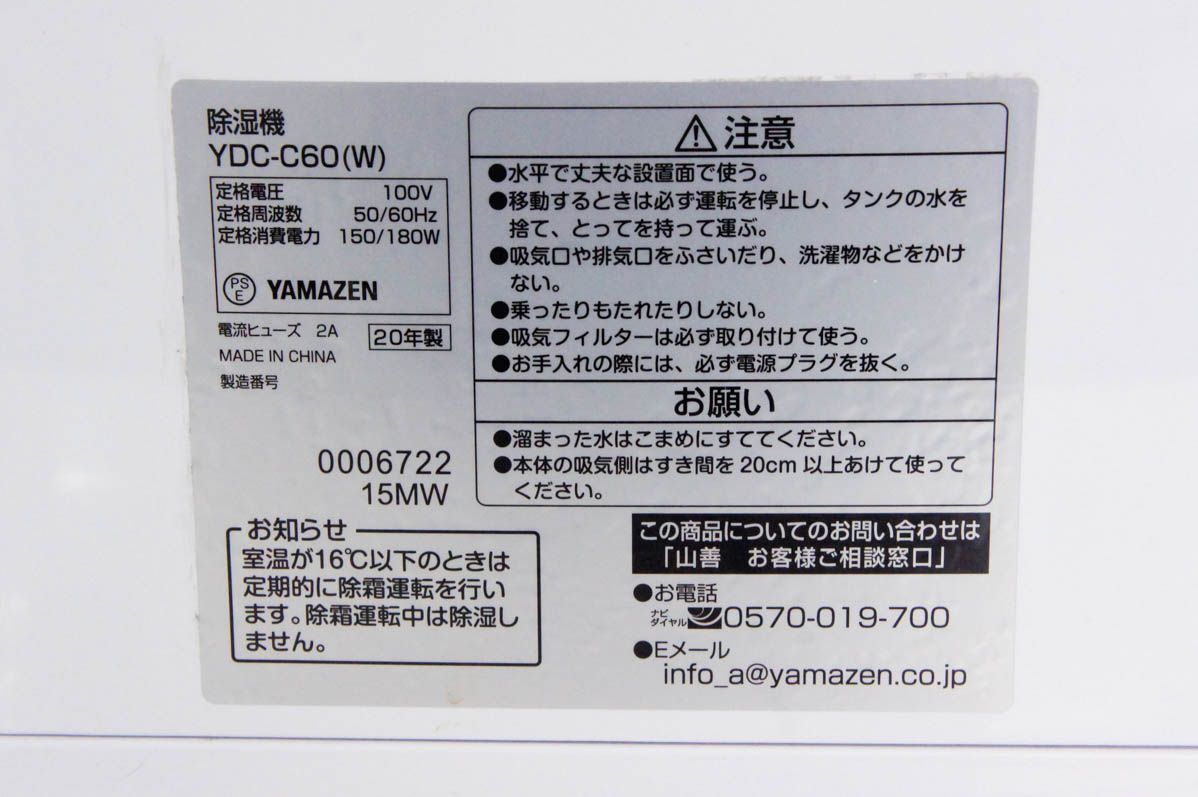 除湿機
YDC-C60(W)
定格電圧 100V
定格周波数 50/60Hz
定格消費電力 150/180W
PS
E
YAMAZEN
電流ヒューズ 2A
20年製
MADE IN CHINA
製造番号
0006722
15MW
お知らせ
室温が16℃以下のときは
定期的に除霜運転を行い
ます。除霜運転中は除湿し
ません。
注意
●水平で丈夫な設置面で使う。
●移動するときは必ず運転を停止し、タンクの水を
捨て、とってを持って運ぶ。
●吸気口や排気口をふさいだり、洗濯物などをかけ
ない。
●乗ったりもたれたりしない。
●吸気フィルターは必ず取り付けて使う。
●お手入れの際には、必ず電源プラグを抜く。
お願い
●溜まった水はこまめにすててください。
●本体の吸気側はすき間を20cm以上あけて使って
ください。
この商品についてのお問い合わせは
「山善 お客様ご相談窓口」
●お電話
ナビ
ダイヤル
0570-019-700
●Eメール
info_a@yamazen.co.jp